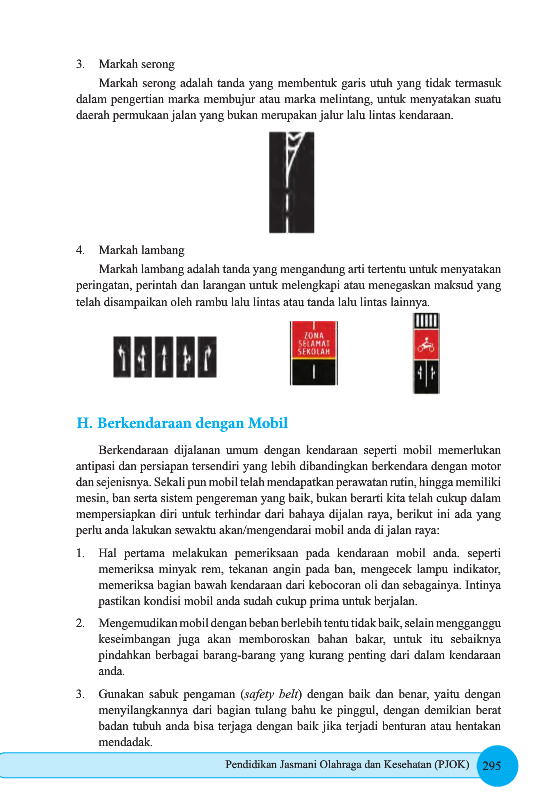 3. Markah serong
Markah serong adalah tanda yang membentuk garis utuh yang tidak termasuk
dalam pengertian marka membujur atau marka melintang, untuk menyatakan suatu
daerah permukaan jalan yang bukan merupakan jalur lalu lintas kendaraan.
4. Markah lambang
Markah lambang adalah tanda yang mengandung arti tertentu untuk menyatakan
peringatan, perintah dan larangan untuk melengkapi atau menegaskan maksud yang
telah disampaikan oleh rambu lalu lintas atau tanda lalu lintas lainnya.
ZONA
SELAMAT
SEKOLAH
H. Berkendaraan dengan Mobil
Berkendaraan dijalanan umum dengan kendaraan seperti mobil memerlukan
antipasi dan persiapan tersendiri yang lebih dibandingkan berkendara dengan motor
dan sejenisnya. Sekali pun mobil telah mendapatkan perawatan rutin, hingga memiliki
mesin, ban serta sistem pengereman yang baik, bukan berarti kita telah cukup dalam
mempersiapkan diri untuk terhindar dari bahaya dijalan raya, berikut ini ada yang
perlu anda lakukan sewaktu akan/mengendarai mobil anda di jalan raya:
1. Hal pertama melakukan pemeriksaan pada kendaraan mobil anda. seperti
memeriksa minyak rem, tekanan angin pada ban, mengecek lampu indikator,
memeriksa bagian bawah kendaraan dari kebocoran oli dan sebagainya. Intinya
pastikan kondisi mobil anda sudah cukup prima untuk berjalan.
2. Mengemudikan mobil dengan beban berlebih tentu tidak baik, selain mengganggu
keseimbangan juga akan memboroskan bahan bakar, untuk itu sebaiknya
pindahkan berbagai barang-barang yang kurang penting dari dalam kendaraan
anda.
3. Gunakan sabuk pengaman (safety belt) dengan baik dan benar, yaitu dengan
menyilangkannya dari bagian tulang bahu ke pinggul, dengan demikian berat
badan tubuh anda bisa terjaga dengan baik jika terjadi benturan atau hentakan
mendadak.
Pendidikan Jasmani Olahraga dan Kesehatan (PJOK) 295